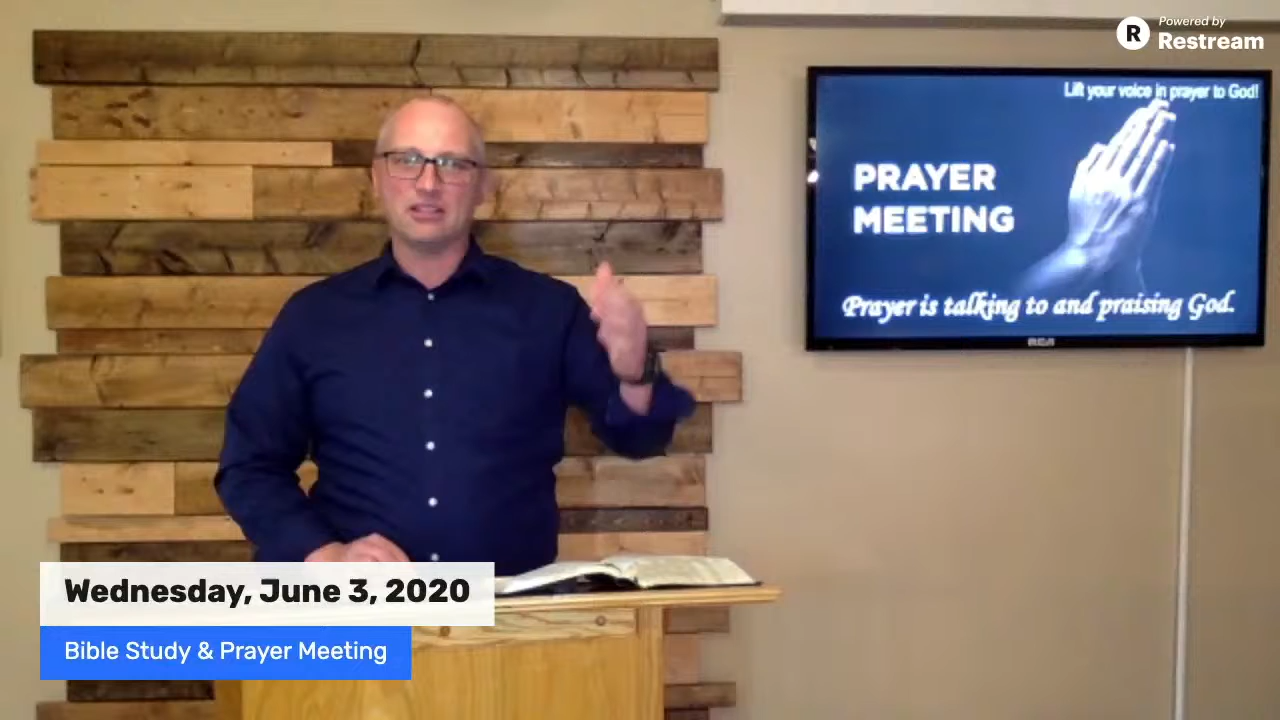 Powered by
R Restream
Lift your voice in prayer to God!
PRAYER
MEETING
Prayer is talking to and praising God.
RCA
Wednesday, June 3, 2020
Bible Study & Prayer Meeting